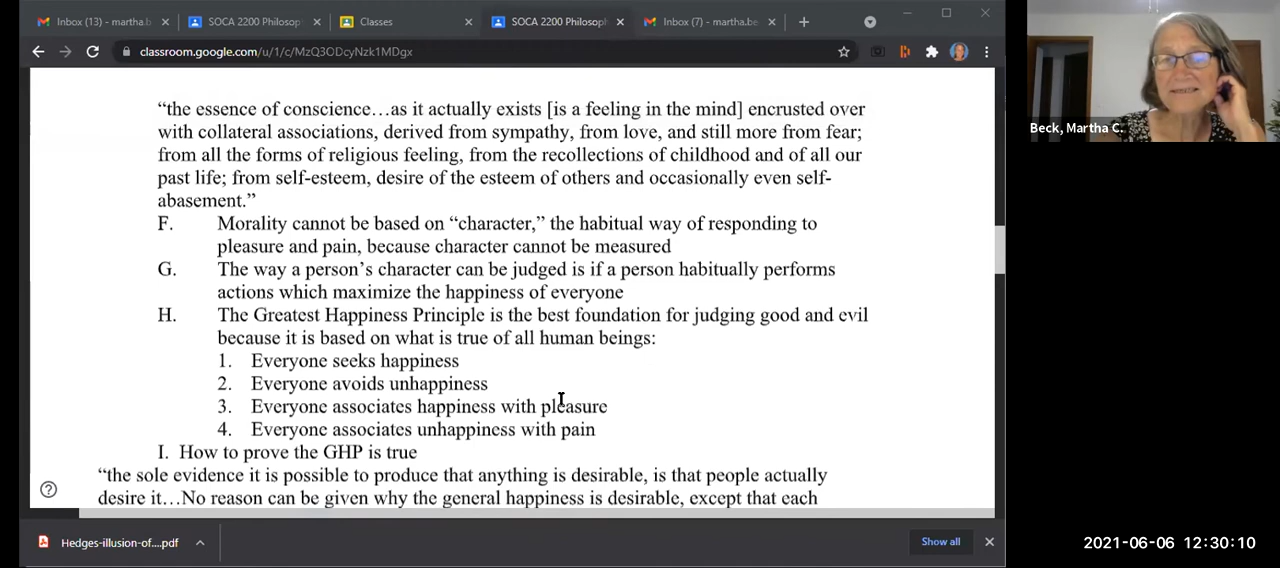 Inbox (13) - martha.b
SOCA 2200 Philosoph
Classes
SOCA 2200 Philosoph
Inbox (7) - martha.be
classroom.google.com/u/1/c/MzQ3ODcyNzk1MDgx
“the essence of conscience…as it actually exists [is a feeling in the mind] encrusted over
with collateral associations, derived from sympathy, from love, and still more from fear;
from all the forms of religious feeling, from the recollections of childhood and of all our
past life; from self-esteem, desire of the esteem of others and occasionally even self-
abasement.”
F. Morality cannot be based on “character,” the habitual way of responding to
pleasure and pain, because character cannot be measured
G. The way a person’s character can be judged is if a person habitually performs
actions which maximize the happiness of everyone
H. The Greatest Happiness Principle is the best foundation for judging good and evil
because it is based on what is true of all human beings:
1. Everyone seeks happiness
2. Everyone avoids unhappiness
3. Everyone associates happiness with pleasure
4. Everyone associates unhappiness with pain
I. How to prove the GHP is true
“the sole evidence it is possible to produce that anything is desirable, is that people actually
desire it…No reason can be given why the general happiness is desirable, except that each
Hedges-illusion-of....pdf
Show all
Beck, Martha C.
2021-06-06 12:30:10